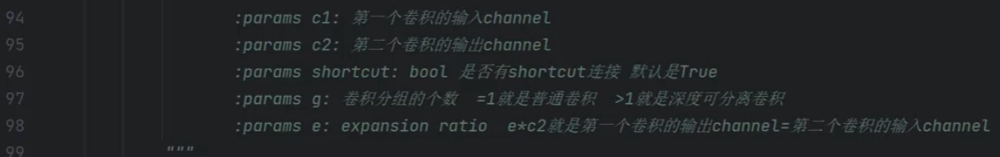 94 :params c1: 第一个卷积的输入channel
95 :params c2: 第二个卷积的输出channel
96 :params shortcut: bool 是否有shortcut连接 默认是True
97 :params g: 卷积分组的个数  =1就是普通卷积  >1就是深度可分离卷积
98 :params e: expansion ratio  e*c2就是第一个卷积的输出channel=第二个卷积的输入channel
99 """